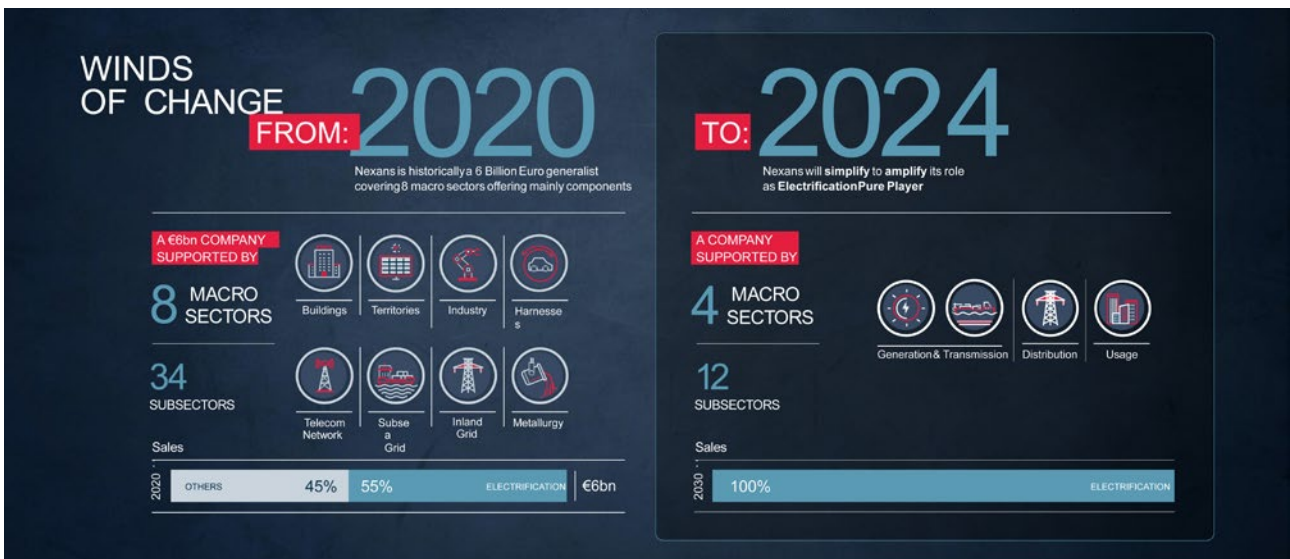 WINDS
OF CHANGE
FROM:
2020
Nexans is historically a 6 Billion Euro generalist
covering 8 macro sectors offering mainly components
A €6bn COMPANY
SUPPORTED BY
8 MACRO
SECTORS
34
SUBSECTORS
Buildings
Territories
Industry
Harnesse
s
Telecom
Network
Subse
a
Grid
Inland
Grid
Metallurgy
Sales
2020
OTHERS 45% 55% ELECTRIFICATION €6bn
TO:
2024
Nexans will simplify to amplify its role
as ElectrificationPure Player
A COMPANY
SUPPORTED BY
4 MACRO
SECTORS
12
SUBSECTORS
Generation & Transmission
Distribution
Usage
Sales
2030
100% ELECTRIFICATION